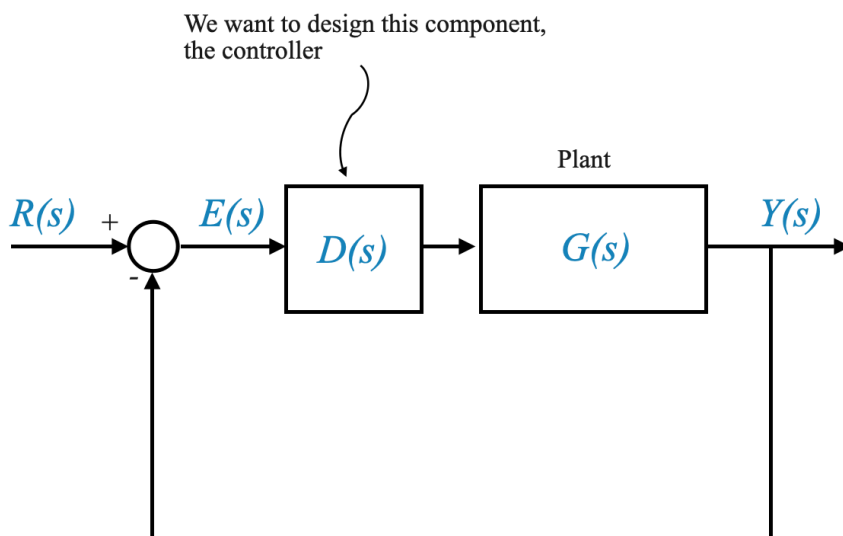 We want to design this component,
the controller
Plant
R(s)
+
E(s)
D(s)
G(s)
Y(s)
-